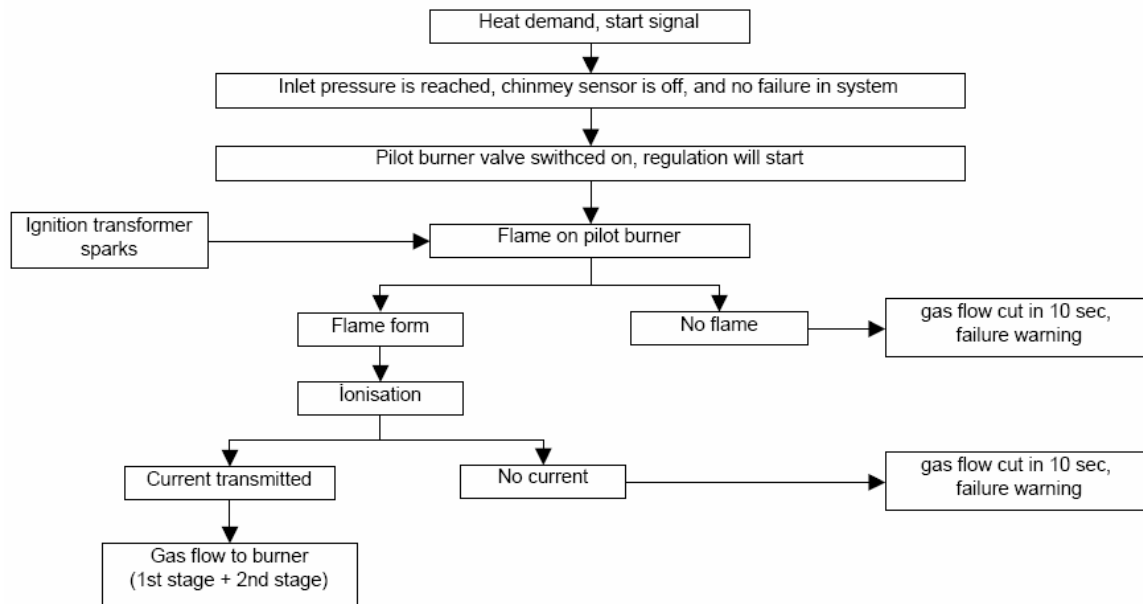 Heat demand, start signal
Inlet pressure is reached, chinmey sensor is off, and no failure in system
Pilot burner valve swithced on, regulation will start
Ignition transformer
sparks
Flame on pilot burner
Flame form
No flame
gas flow cut in 10 sec,
failure warning
İonisation
Current transmitted
No current
gas flow cut in 10 sec,
failure warning
Gas flow to burner
(1st stage + 2nd stage)